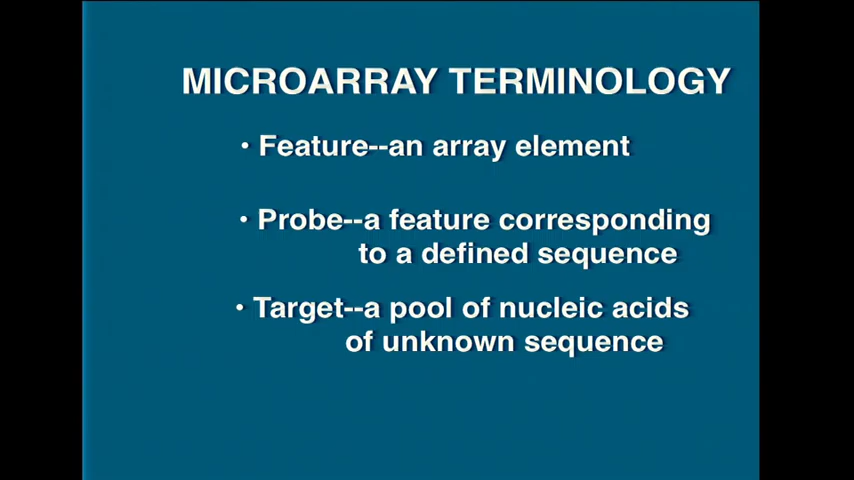 MICROARRAY TERMINOLOGY
• Feature--an array element
• Probe--a feature corresponding
to a defined sequence
• Target--a pool of nucleic acids
of unknown sequence